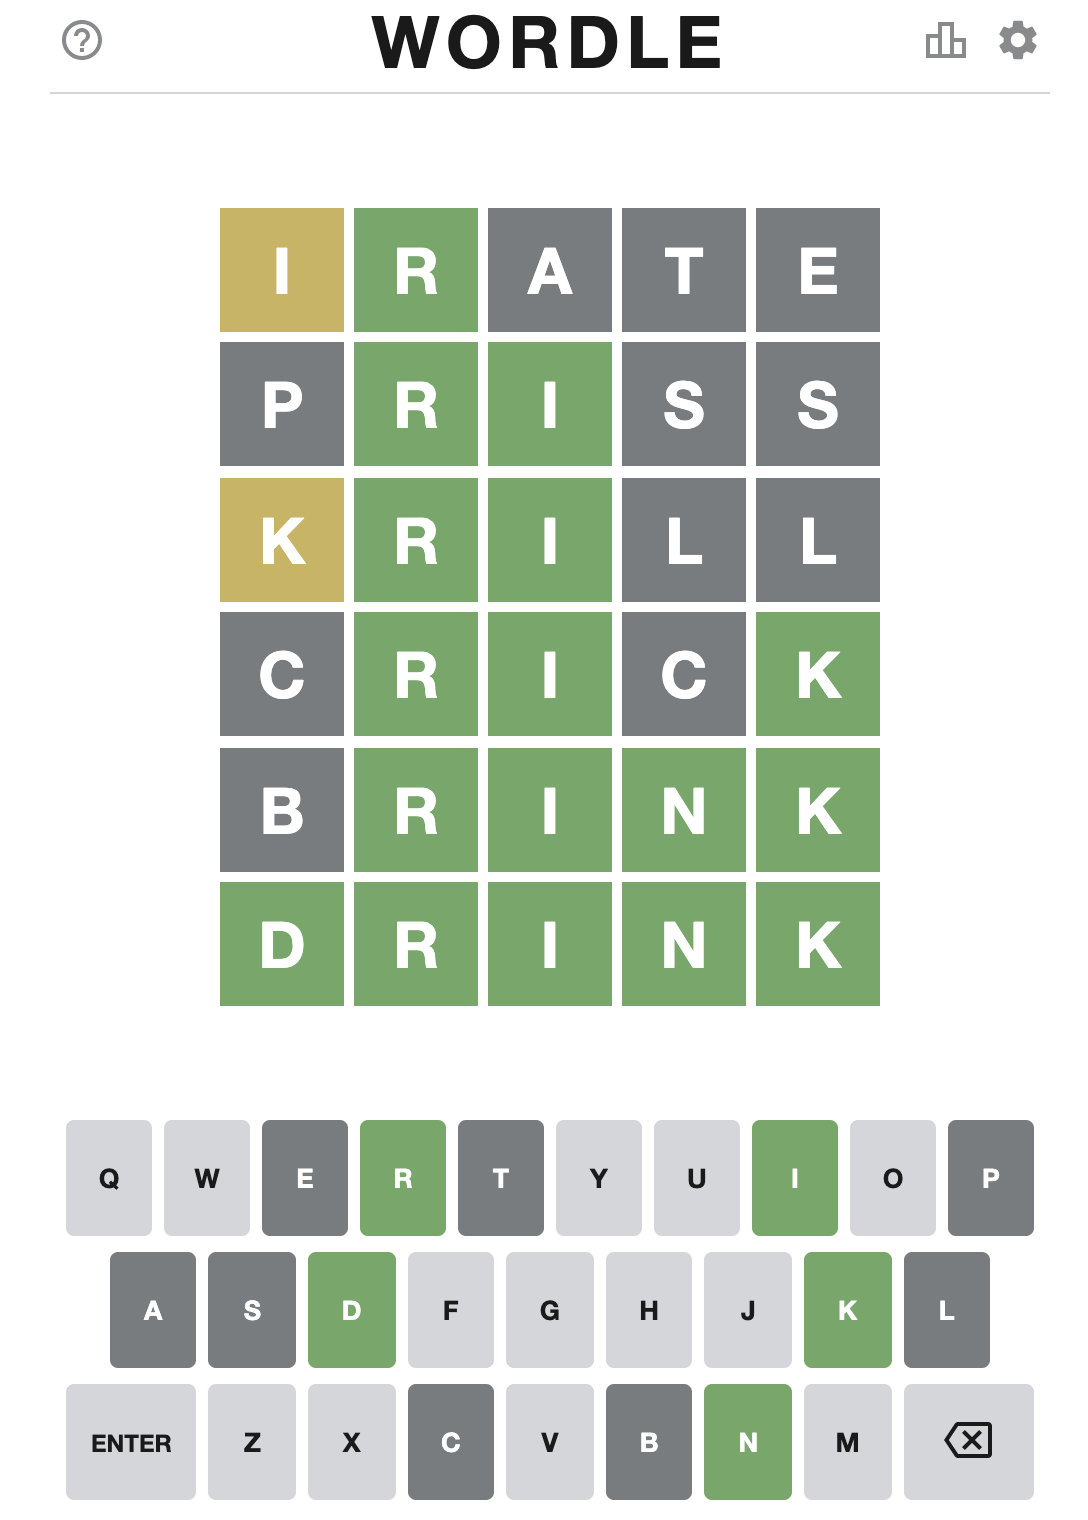 ?
WORDLE
I R A T E
P R I S S
K R I L L
C R I C K
B R I N K
D R I N K
Q W E R T Y U I O P
A S D F G H J K L
ENTER Z X C V B N M